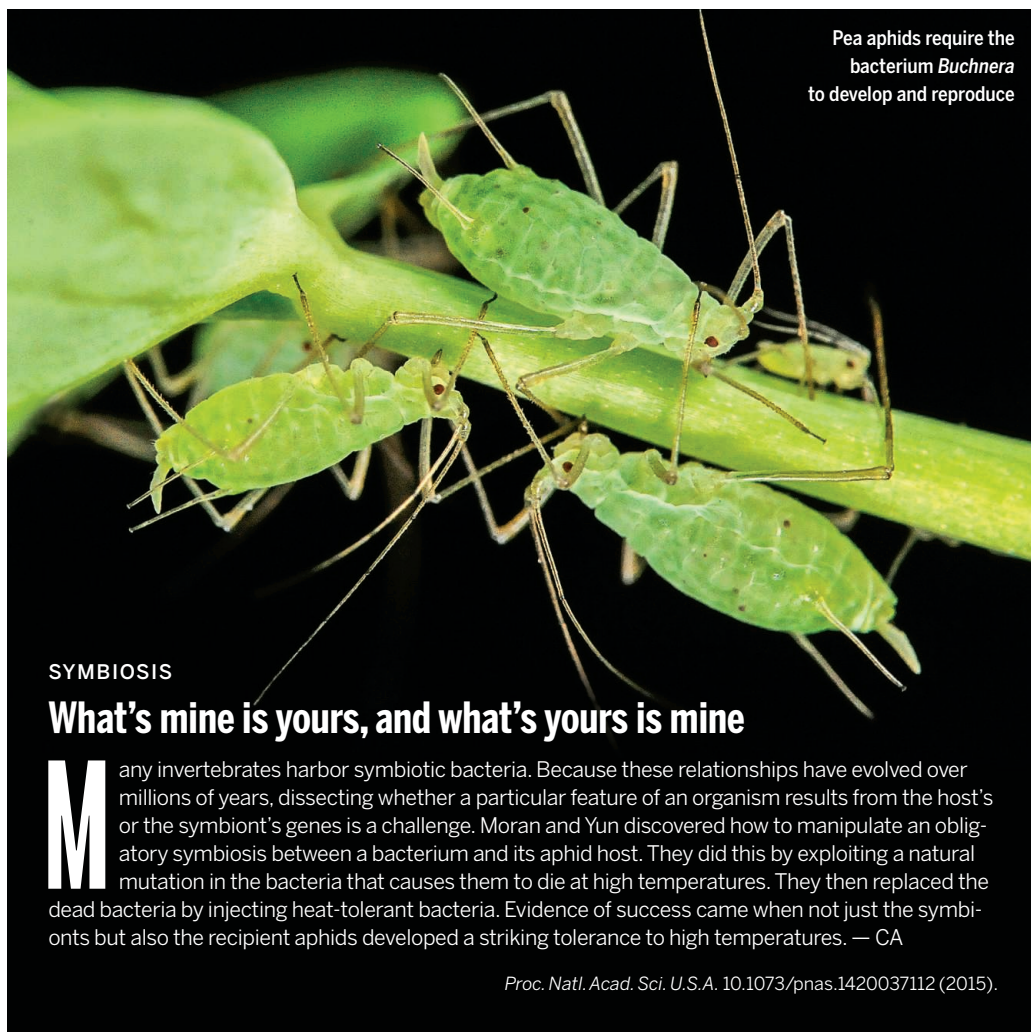 Pea aphids require the
bacterium Buchnera
to develop and reproduce
SYMBIOSIS
What’s mine is yours, and what’s yours is mine
Many invertebrates harbor symbiotic bacteria. Because these relationships have evolved over
millions of years, dissecting whether a particular feature of an organism results from the host’s
or the symbiont’s genes is a challenge. Moran and Yun discovered how to manipulate an oblig-
atory symbiosis between a bacterium and its aphid host. They did this by exploiting a natural
mutation in the bacteria that causes them to die at high temperatures. They then replaced the
dead bacteria by injecting heat-tolerant bacteria. Evidence of success came when not just the symbi-
onts but also the recipient aphids developed a striking tolerance to high temperatures. — CA
Proc. Natl. Acad. Sci. U.S.A. 10.1073/pnas.1420037112 (2015).